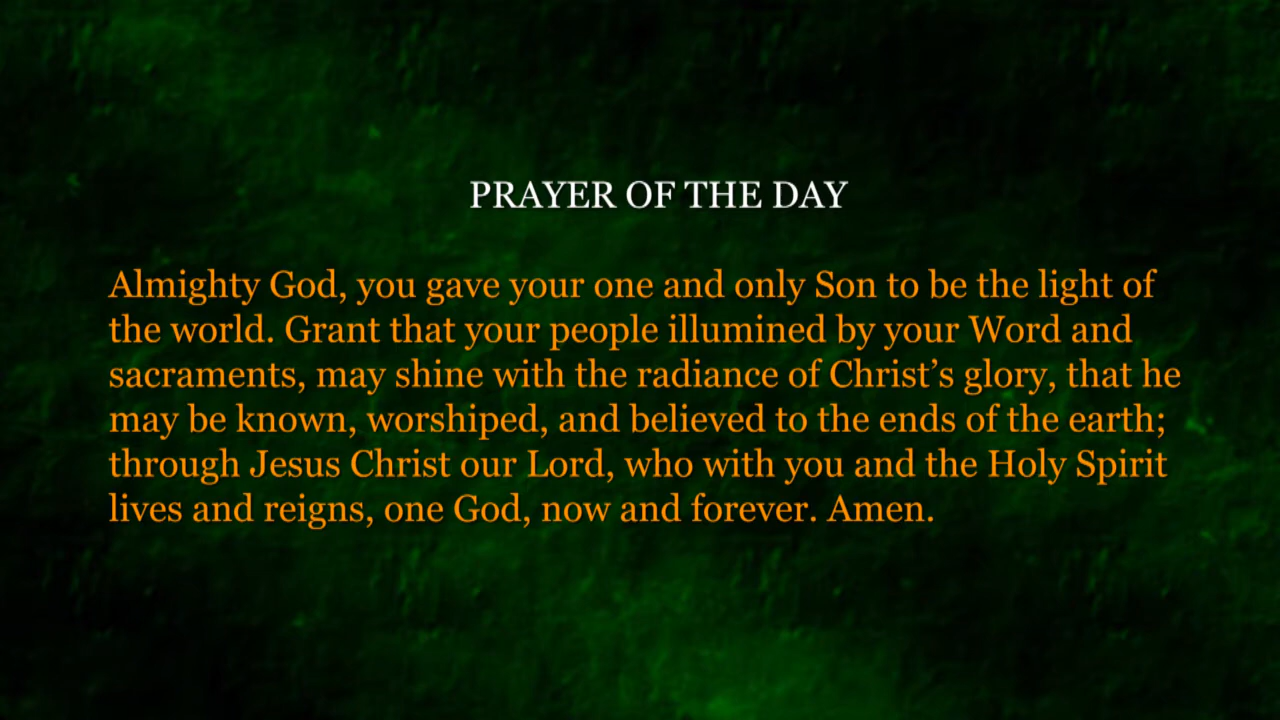 PRAYER OF THE DAY
Almighty God, you gave your one and only Son to be the light of
the world. Grant that your people illumined by your Word and
sacraments, may shine with the radiance of Christ’s glory, that he
may be known, worshiped, and believed to the ends of the earth;
through Jesus Christ our Lord, who with you and the Holy Spirit
lives and reigns, one God, now and forever. Amen.